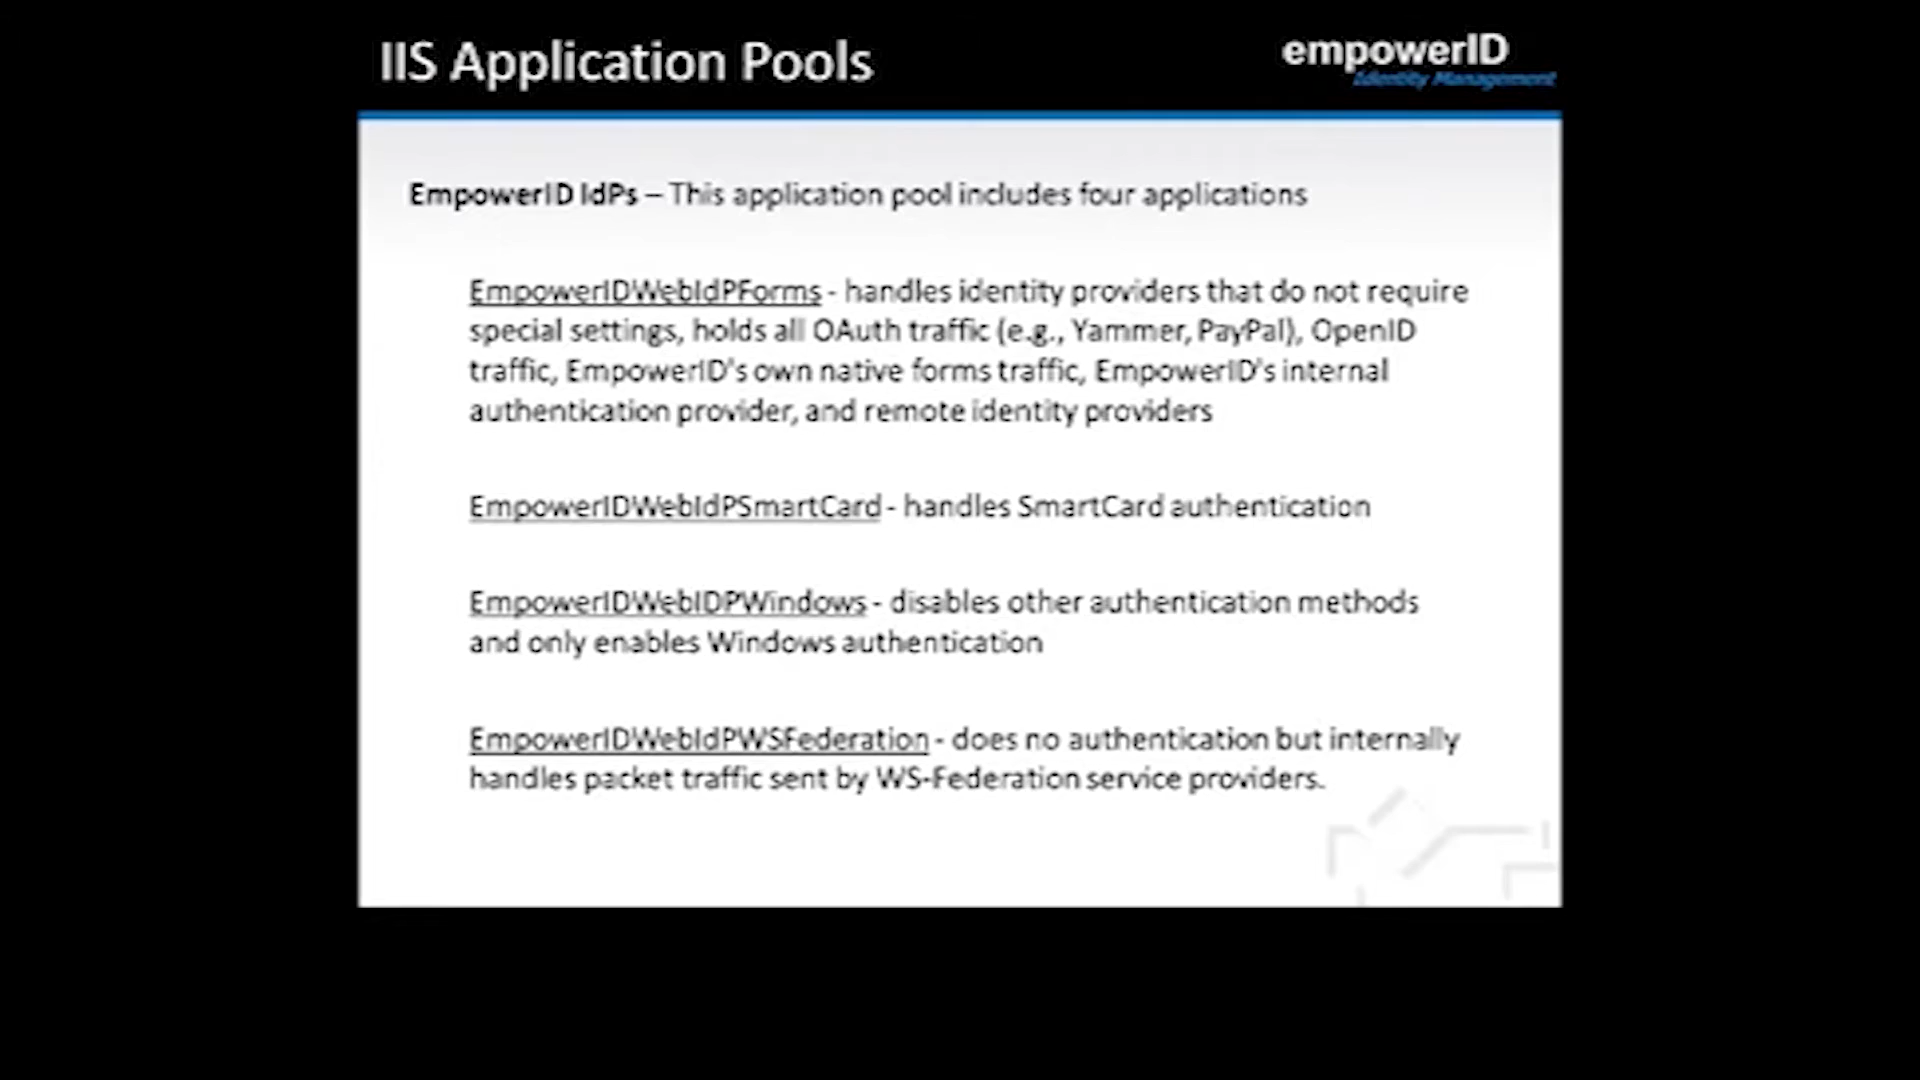 IIS Application Pools
empowerID
Identity Management
EmpowerID IdPs – This application pool includes four applications
EmpowerIDWebIdPForms - handles identity providers that do not require
special settings, holds all OAuth traffic (e.g., Yammer, PayPal), OpenID
traffic, EmpowerID's own native forms traffic, EmpowerID's internal
authentication provider, and remote identity providers
EmpowerIDWebIdPSmartCard - handles SmartCard authentication
EmpowerIDWebIDPWindows - disables other authentication methods
and only enables Windows authentication
EmpowerIDWebIdPWSFederation - does no authentication but internally
handles packet traffic sent by WS-Federation service providers.